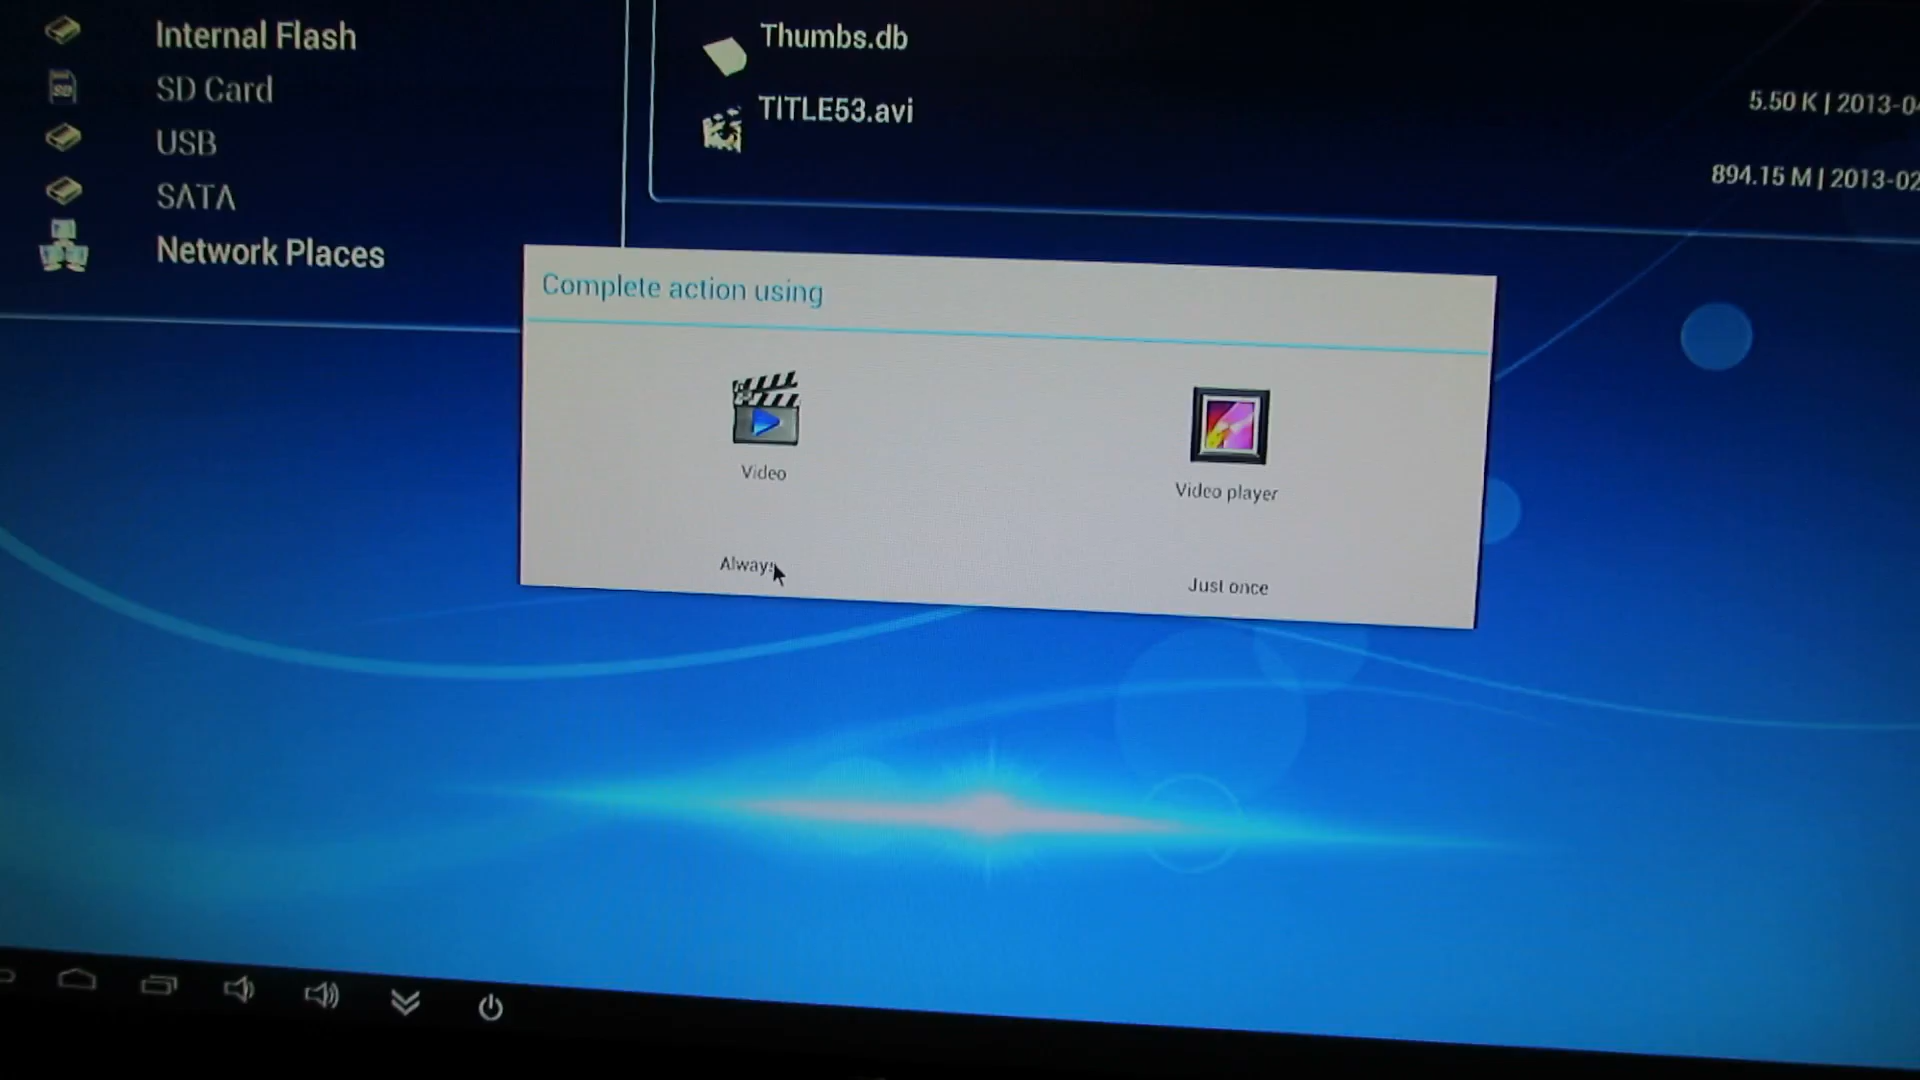 Internal Flash
SD Card
USB
SATA
Network Places
Thumbs.db
5.50 K | 2013-0
TITLE53.avi
894.15 M | 2013-02
Complete action using
Video
Video player
Always
Just once